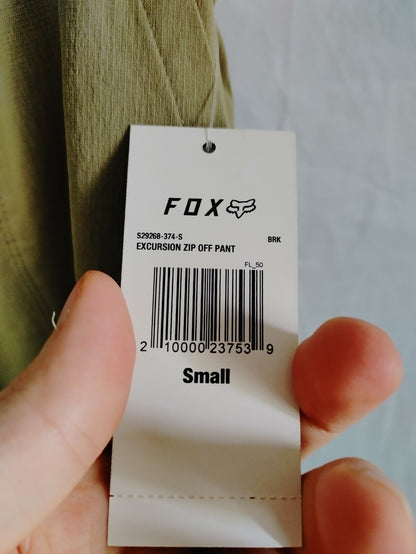 FOX
S29268-374-S
EXCURSION ZIP OFF PANT BRK
FL_50
2 10000 23753 9
Small